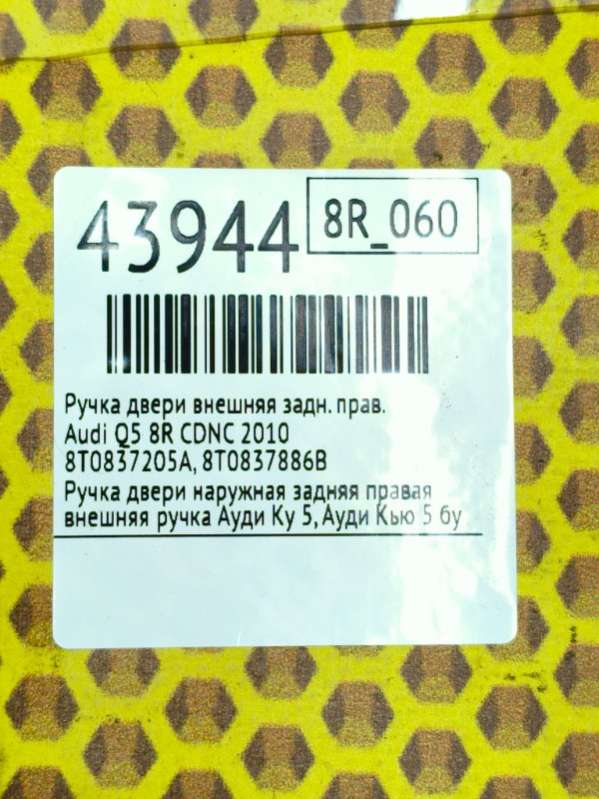 43944
8R_060
Ручка двери внешняя задн. прав.
Audi Q5 8R CDNC 2010
8T0837205A, 8T0837886B
Ручка двери наружная задняя правая
внешняя ручка Ауди Ку 5, Ауди Кью 5 бу